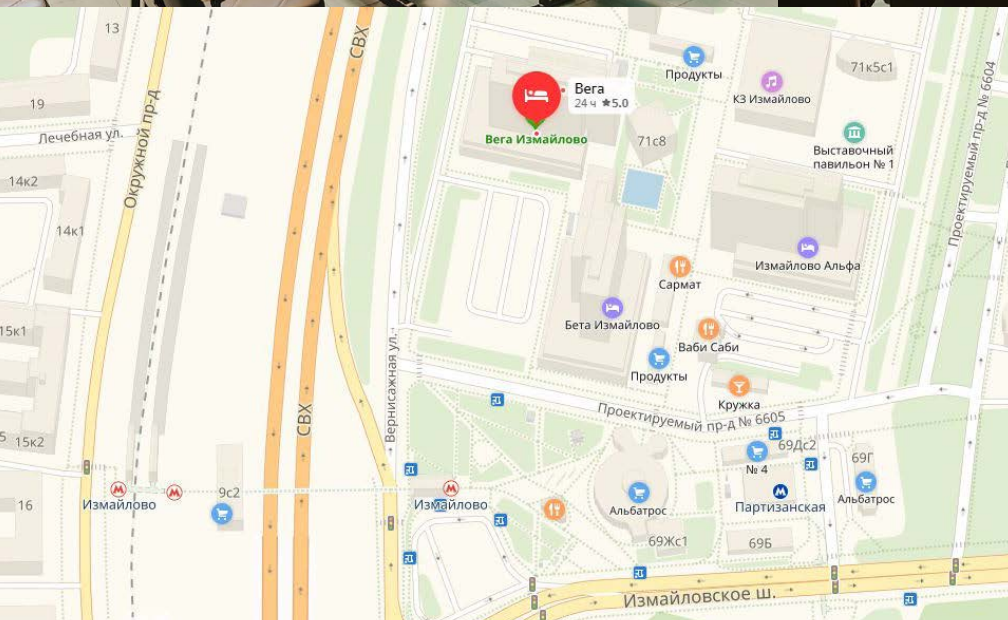 13
СВХ
Продукты
71к5с1
Вега
24 ч ★5.0
КЗ Измайлово
19
Вега Измайлово
Лечебная ул.
71с8
Выставочный
павильон № 1
Проектируемый пр-д № 6604
Окружной пр-д
14к2
14к1
Измайлово Альфа
Сармат
Бета Измайлово
15к1
Ваби Саби
Продукты
Вернисажная ул.
Кружка
СВХ
Проектируемый пр-д № 6605
5
15к2
69Дс2
№ 4
69Г
9с2
Измайлово
Измайлово
Альбатрос
Партизанская
Альбатрос
16
69Жс1
69Б
Измайловское ш.